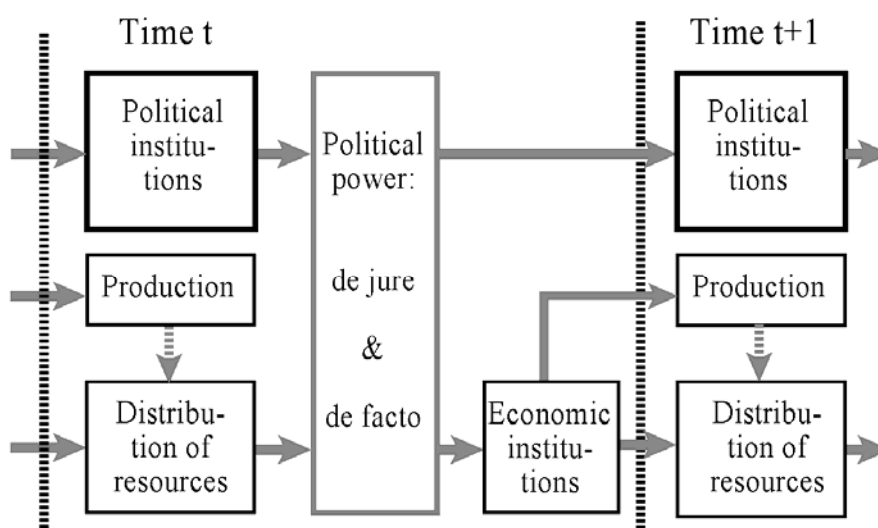 Time t
Political
institu-
tions
Production
Distribu-
tion of
resources
Political
power:
de jure
&
de facto
Economic
institu-
tions
Time t+1
Political
institu-
tions
Production
Distribu-
tion of
resources